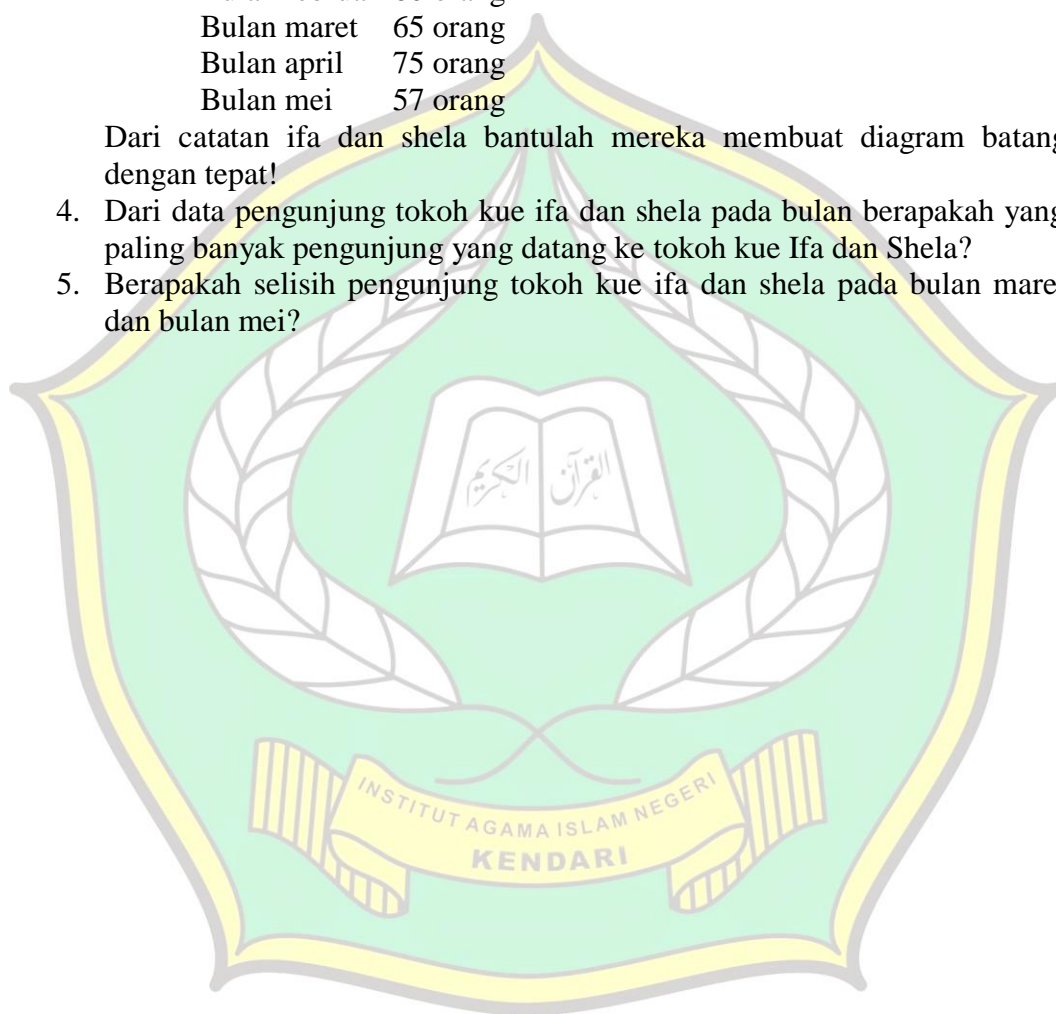 Bulan maret 65 orang
Bulan april 75 orang
Bulan mei 57 orang
Dari catatan ifa dan shela bantulah mereka membuat diagram batang
dengan tepat!
4. Dari data pengunjung tokoh kue ifa dan shela pada bulan berapakah yang
paling banyak pengunjung yang datang ke tokoh kue Ifa dan Shela?
5. Berapakah selisih pengunjung tokoh kue ifa dan shela pada bulan mare
dan bulan mei?
القرآن الكريم
INSTITUT AGAMA ISLAM NEGERI
KENDARI